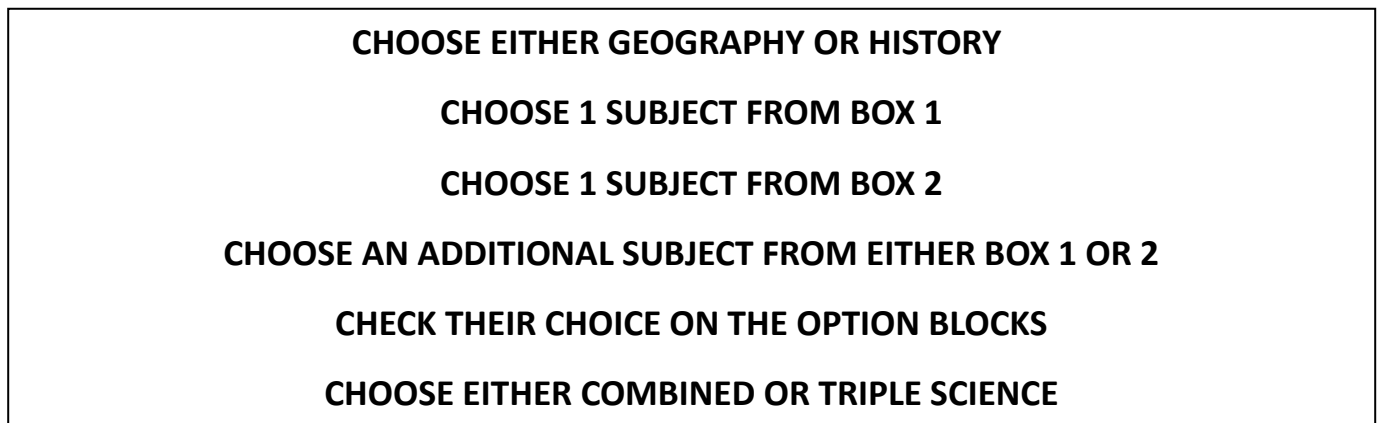 CHOOSE EITHER GEOGRAPHY OR HISTORY
CHOOSE 1 SUBJECT FROM BOX 1
CHOOSE 1 SUBJECT FROM BOX 2
CHOOSE AN ADDITIONAL SUBJECT FROM EITHER BOX 1 OR 2
CHECK THEIR CHOICE ON THE OPTION BLOCKS
CHOOSE EITHER COMBINED OR TRIPLE SCIENCE